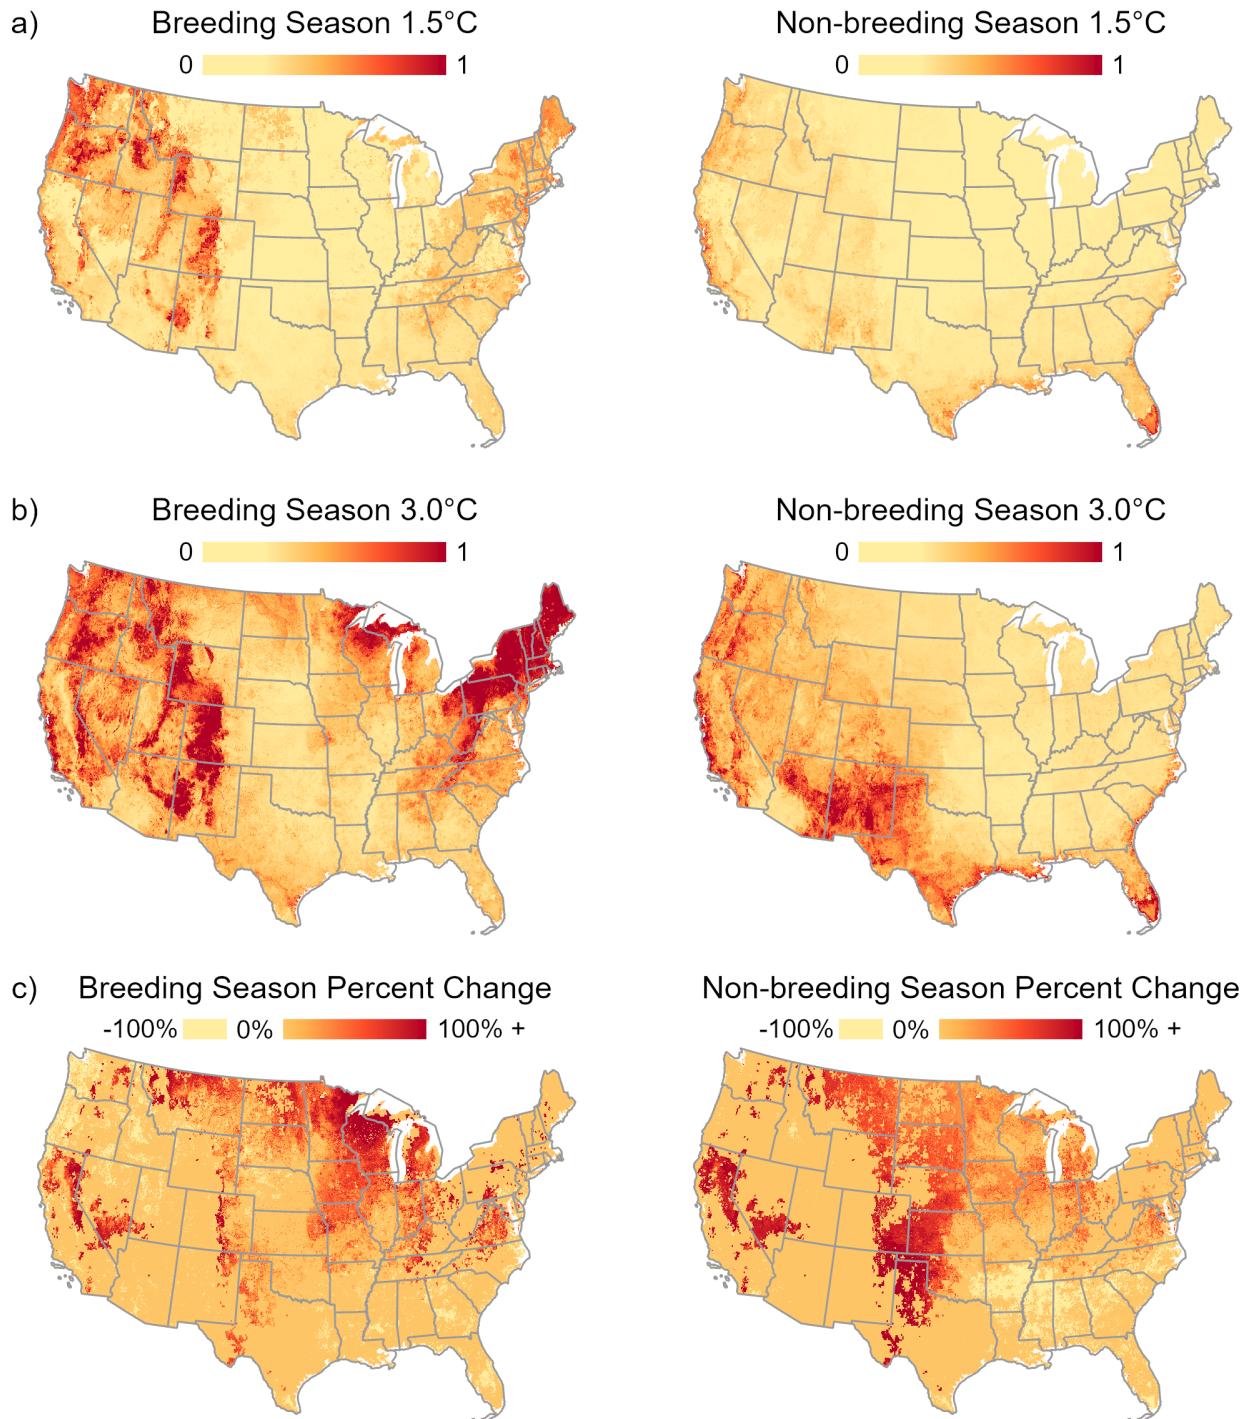 a) Breeding Season 1.5°C Non-breeding Season 1.5°C
0 1 0 1
b) Breeding Season 3.0°C Non-breeding Season 3.0°C
0 1 0 1
c) Breeding Season Percent Change Non-breeding Season Percent Change
-100% 0% 100% + -100% 0% 100% +